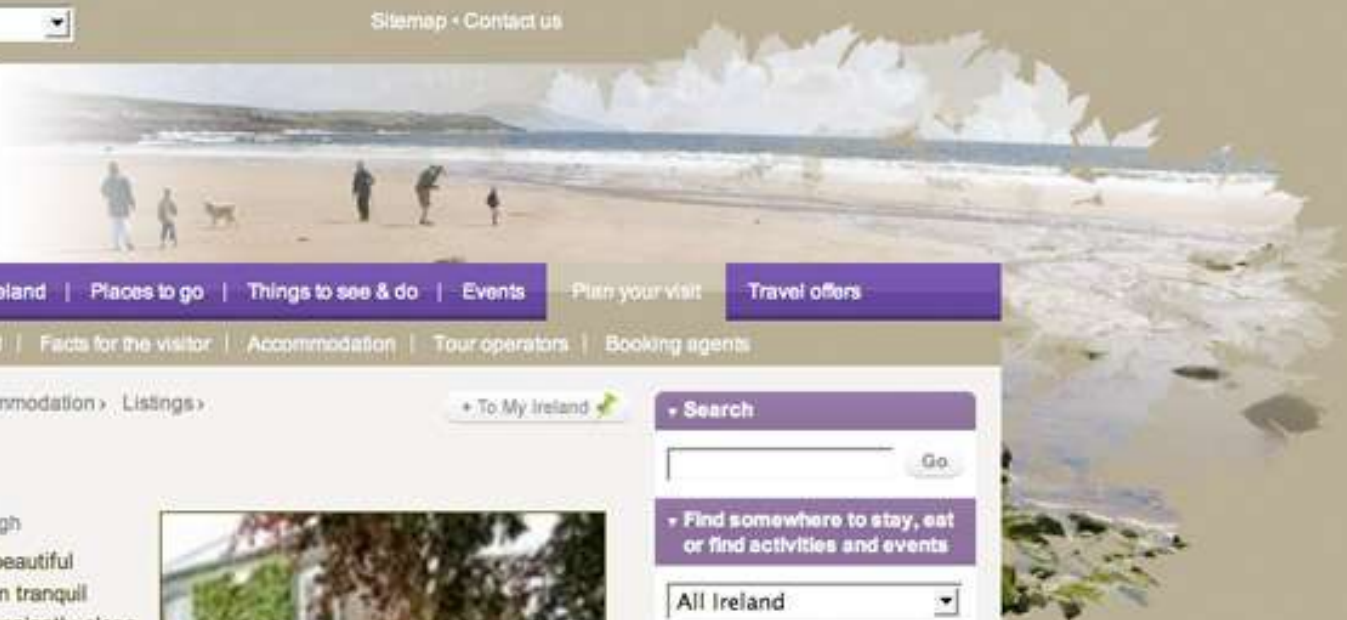 Sitemap • Contact us
eland | Places to go | Things to see & do | Events Plan your visit Travel offers
| Facts for the visitor | Accommodation | Tour operators | Booking agents
mmodation › Listings ›
+ To My Ireland
Search
Go
Find somewhere to stay, eat
or find activities and events
gh
beautiful
n tranquil
All Ireland